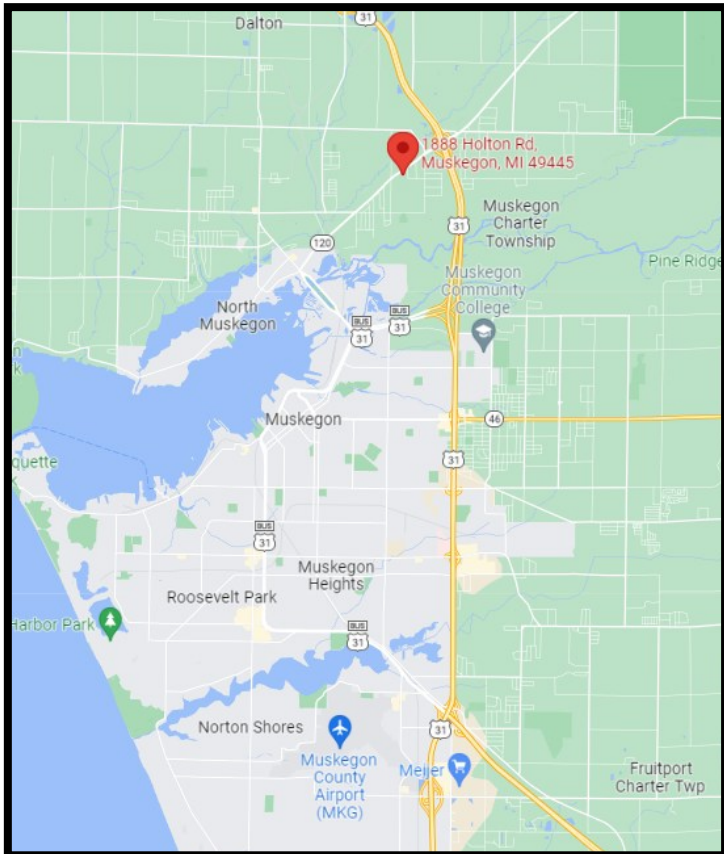 31
Dalton
1888 Holton Rd,
Muskegon, MI 49445
31
Muskegon
Charter
Township
120
Pine Ridge
Muskegon
Community
College
North
Muskegon
BUS
31
BUS
31
Muskegon
46
31
quette
BUS
31
Muskegon
Heights
Roosevelt Park
Harbor Park
BUS
31
Norton Shores
31
Muskegon
County
Airport
(MKG)
Meijer
Fruitport
Charter Twp